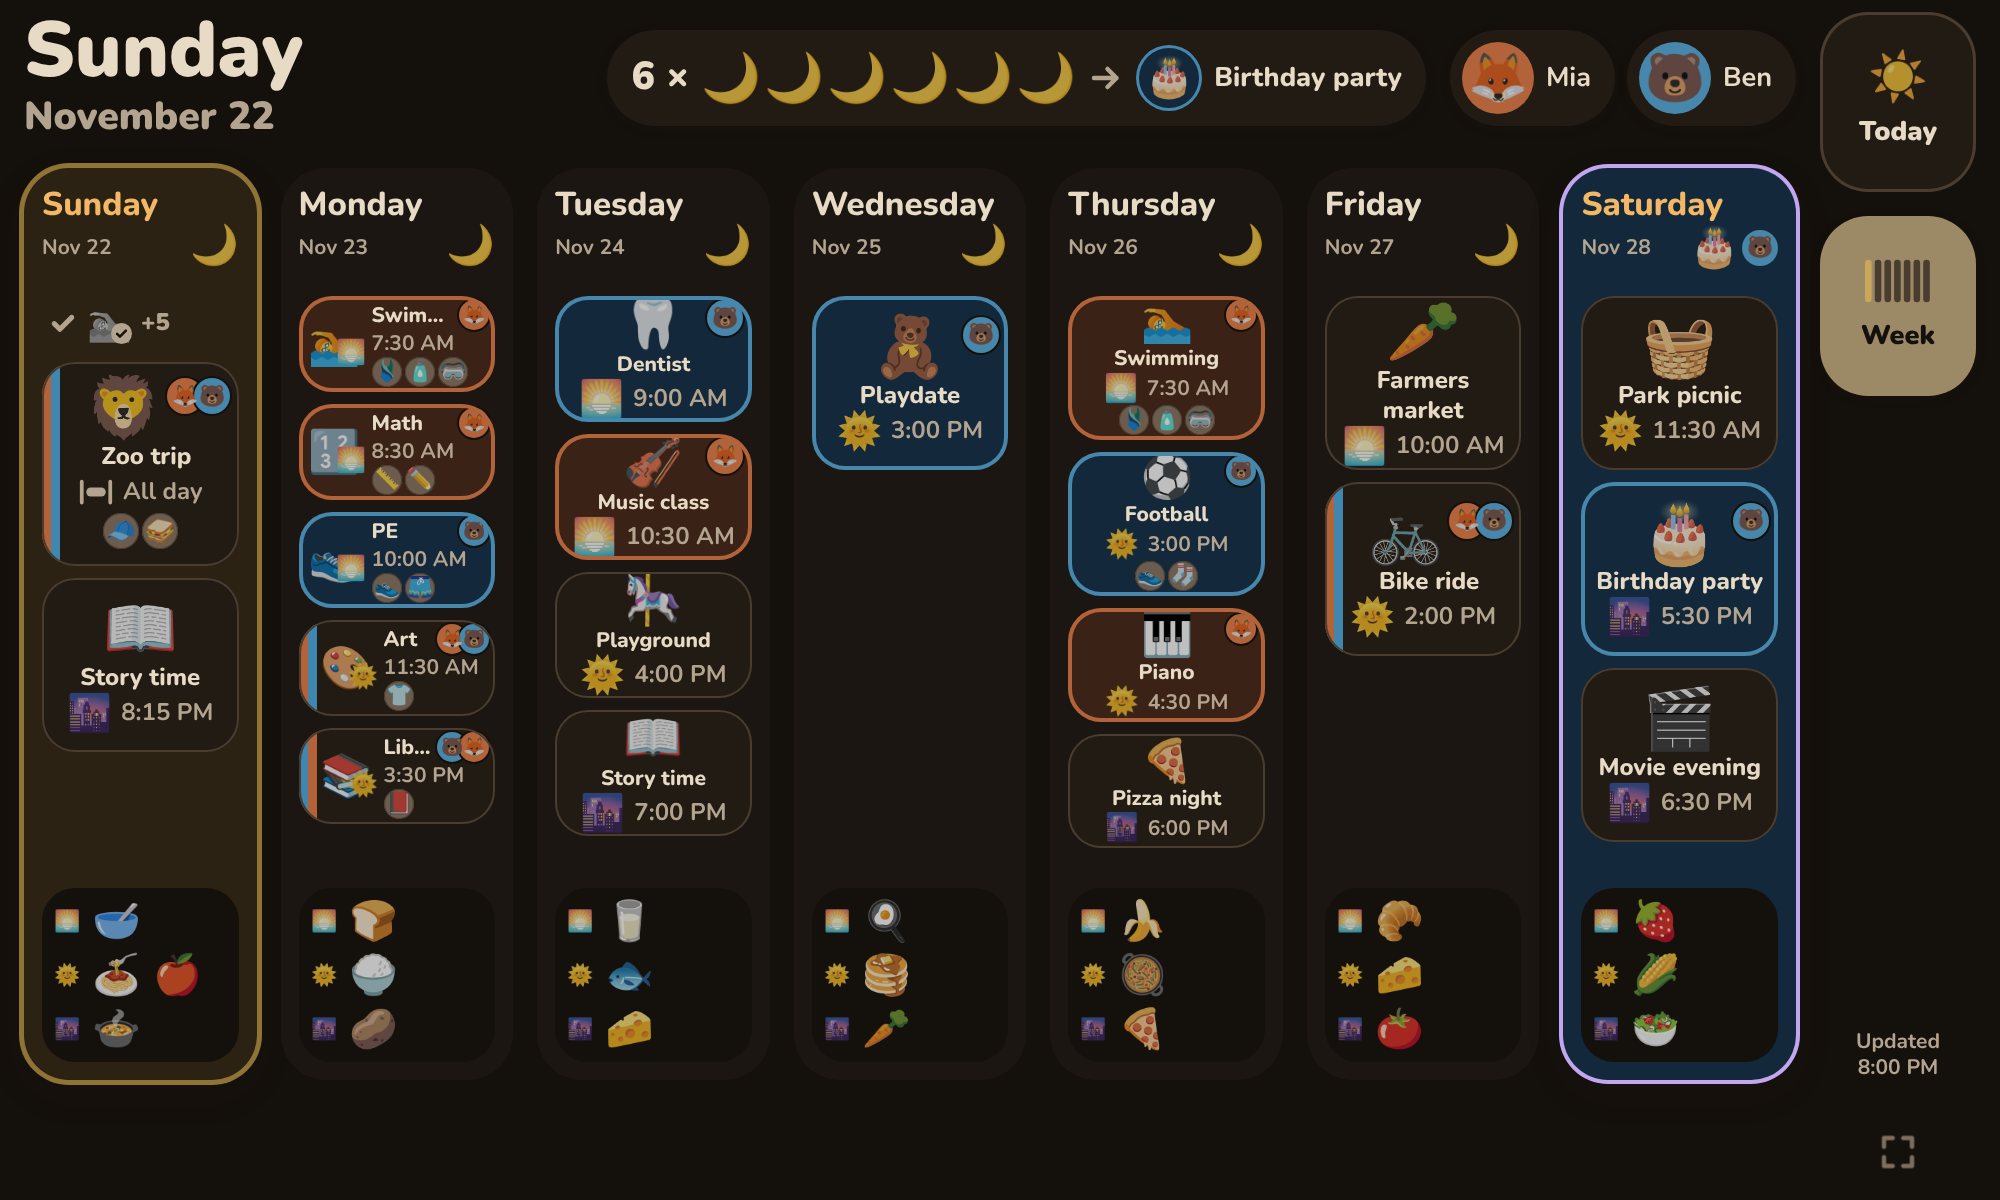 Sunday
November 22
6 ×
→
Birthday party
Mia
Ben
Today
Week
Sunday
Nov 22
+5
Zoo trip
All day
Story time
8:15 PM
Monday
Nov 23
Swim...
7:30 AM
Math
8:30 AM
PE
10:00 AM
Art
11:30 AM
Lib...
3:30 PM
Tuesday
Nov 24
Dentist
9:00 AM
Music class
10:30 AM
Playground
4:00 PM
Story time
7:00 PM
Wednesday
Nov 25
Playdate
3:00 PM
Thursday
Nov 26
Swimming
7:30 AM
Football
3:00 PM
Piano
4:30 PM
Pizza night
6:00 PM
Friday
Nov 27
Farmers
market
10:00 AM
Bike ride
2:00 PM
Saturday
Nov 28
Park picnic
11:30 AM
Birthday party
5:30 PM
Movie evening
6:30 PM
Updated
8:00 PM